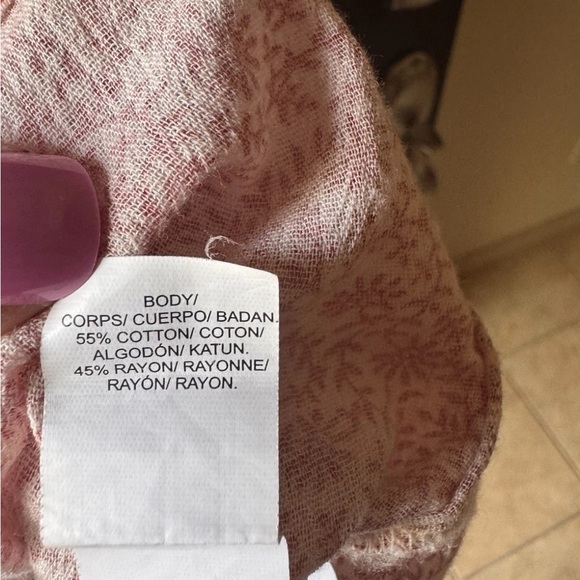 BODY/
CORPS/ CUERPO/ BADAN.
55% COTTON/ COTON/
ALGODÓN/ KATUN.
45% RAYON/ RAYONNE/
RAYÓN/ RAYON.